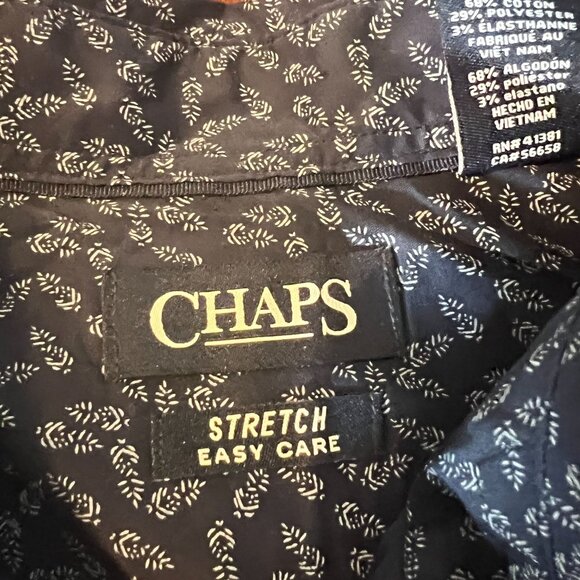 68% COTON
29% POLYESTER
3% ÉLASTHANNE
FABRIQUÉ AU
VIET NAM
68% ALGODÓN
29% poliéster
3% elastano
HECHO EN
VIETNAM
RN# 41381
CA# 56658
CHAPS
STRETCH
EASY CARE